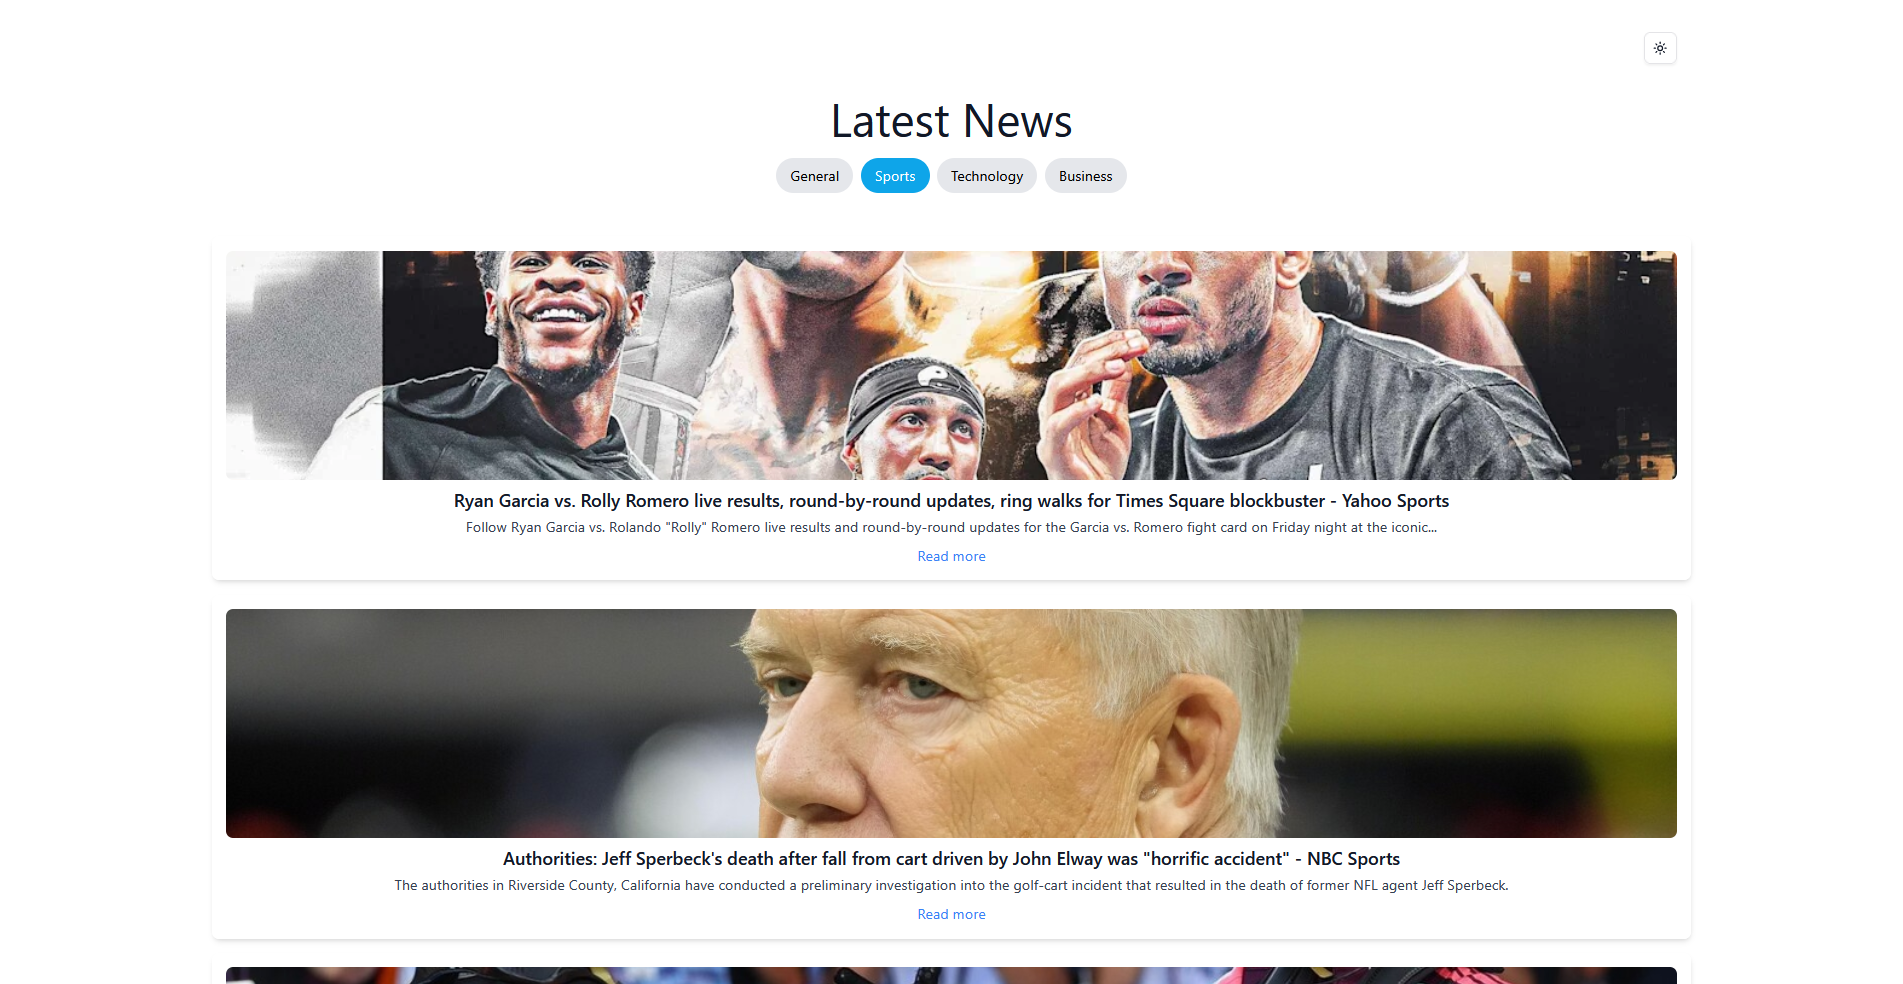 Latest News
General Sports Technology Business
Ryan Garcia vs. Rolly Romero live results, round-by-round updates, ring walks for Times Square blockbuster - Yahoo Sports
Follow Ryan Garcia vs. Rolando "Rolly" Romero live results and round-by-round updates for the Garcia vs. Romero fight card on Friday night at the iconic...
Read more
Authorities: Jeff Sperbeck's death after fall from cart driven by John Elway was "horrific accident" - NBC Sports
The authorities in Riverside County, California have conducted a preliminary investigation into the golf-cart incident that resulted in the death of former NFL agent Jeff Sperbeck.
Read more